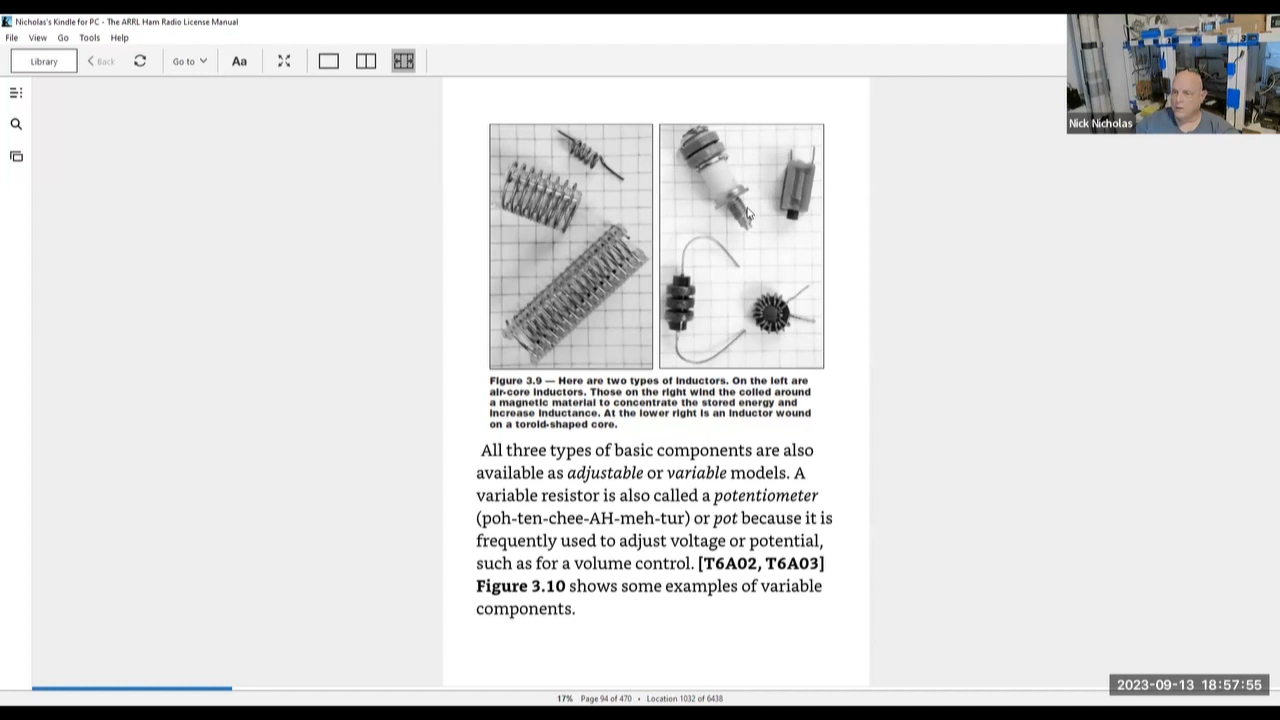 Nicholas's Kindle for PC - The ARRL Ham Radio License Manual
File View Go Tools Help
Library
Back
Go to
Aa
Nick Nicholas
Figure 3.9 — Here are two types of inductors. On the left are
air-core inductors. Those on the right wind the coiled around
a magnetic material to concentrate the stored energy and
increase inductance. At the lower right is an inductor wound
on a toroid-shaped core.
All three types of basic components are also
available as adjustable or variable models. A
variable resistor is also called a potentiometer
(poh-ten-chee-AH-meh-tur) or pot because it is
frequently used to adjust voltage or potential,
such as for a volume control. [T6A02, T6A03]
Figure 3.10 shows some examples of variable
components.
2023-09-13 18:57:55
17% Page 94 of 470 • Location 1032 of 6438